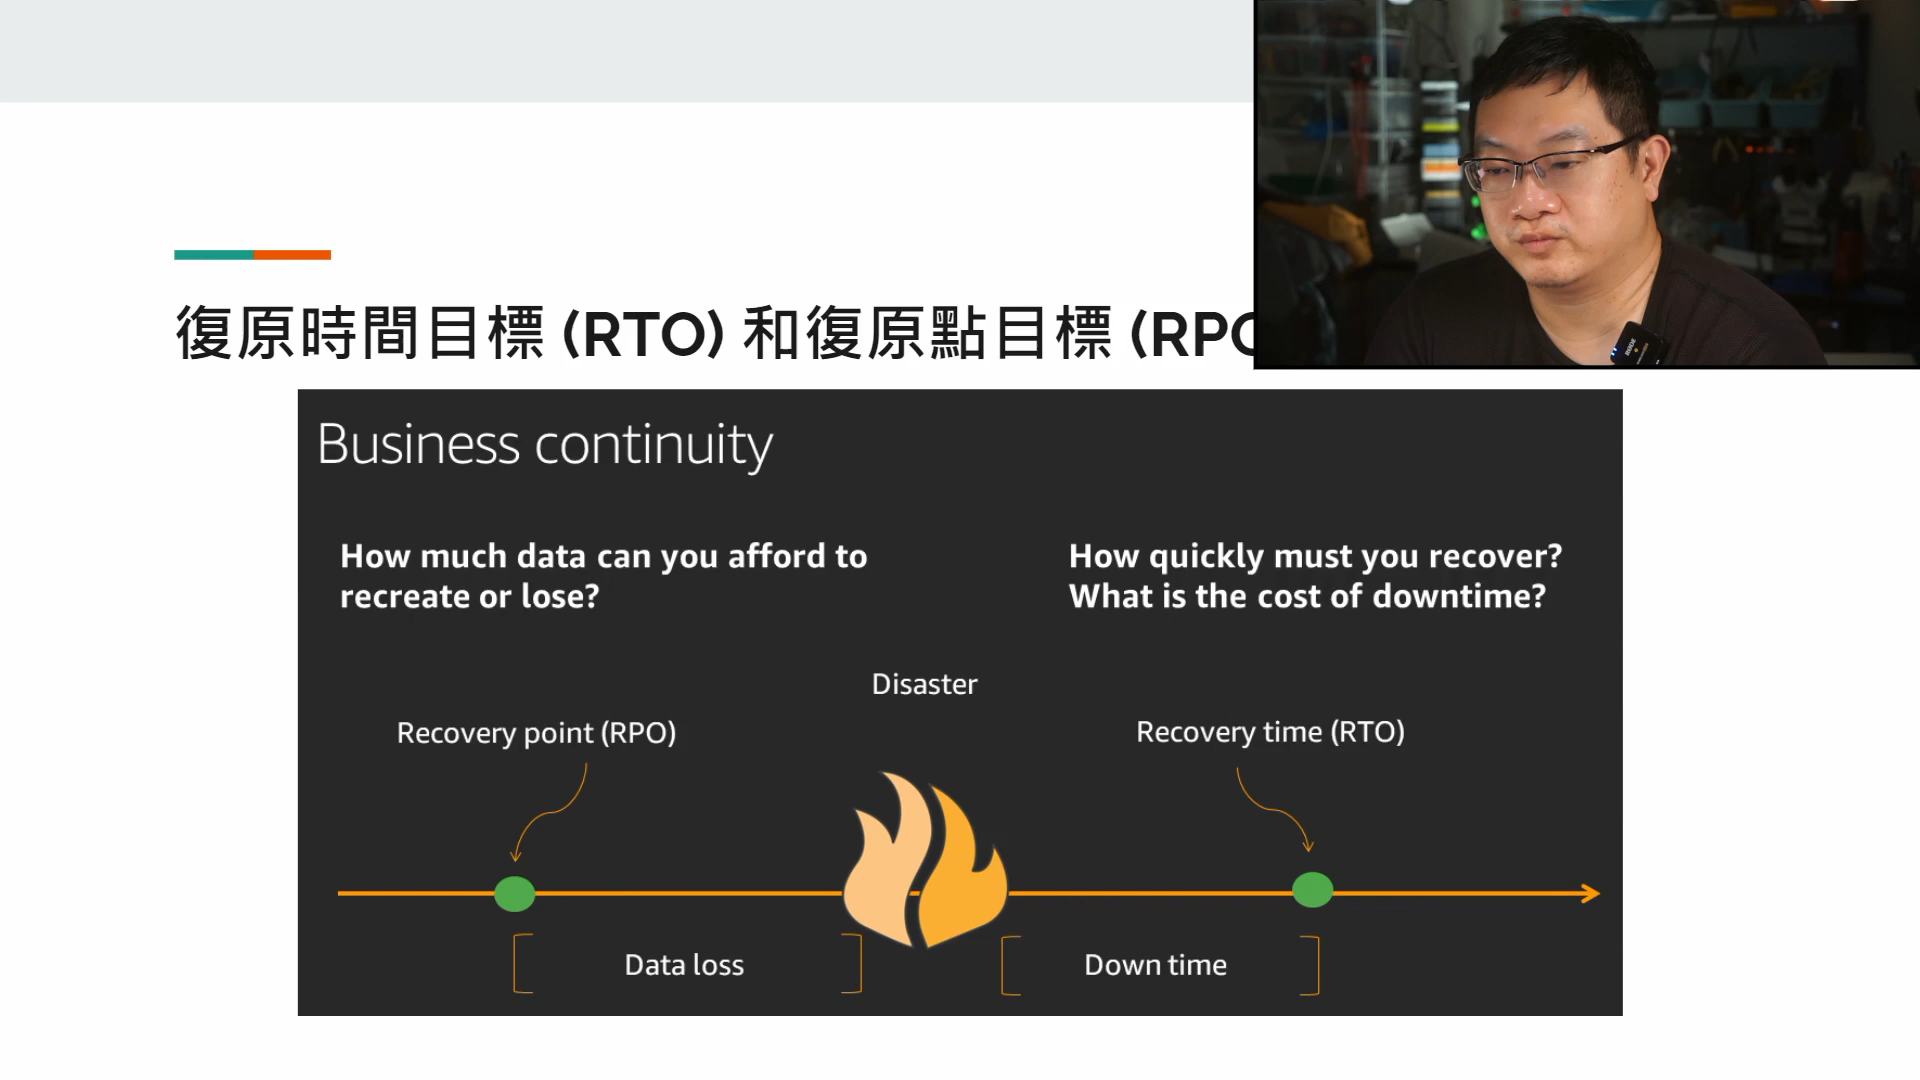 復原時間目標 (RTO) 和復原點目標 (RPO
Business continuity
How much data can you afford to
recreate or lose?
How quickly must you recover?
What is the cost of downtime?
Disaster
Recovery point (RPO)
Recovery time (RTO)
Data loss
Down time